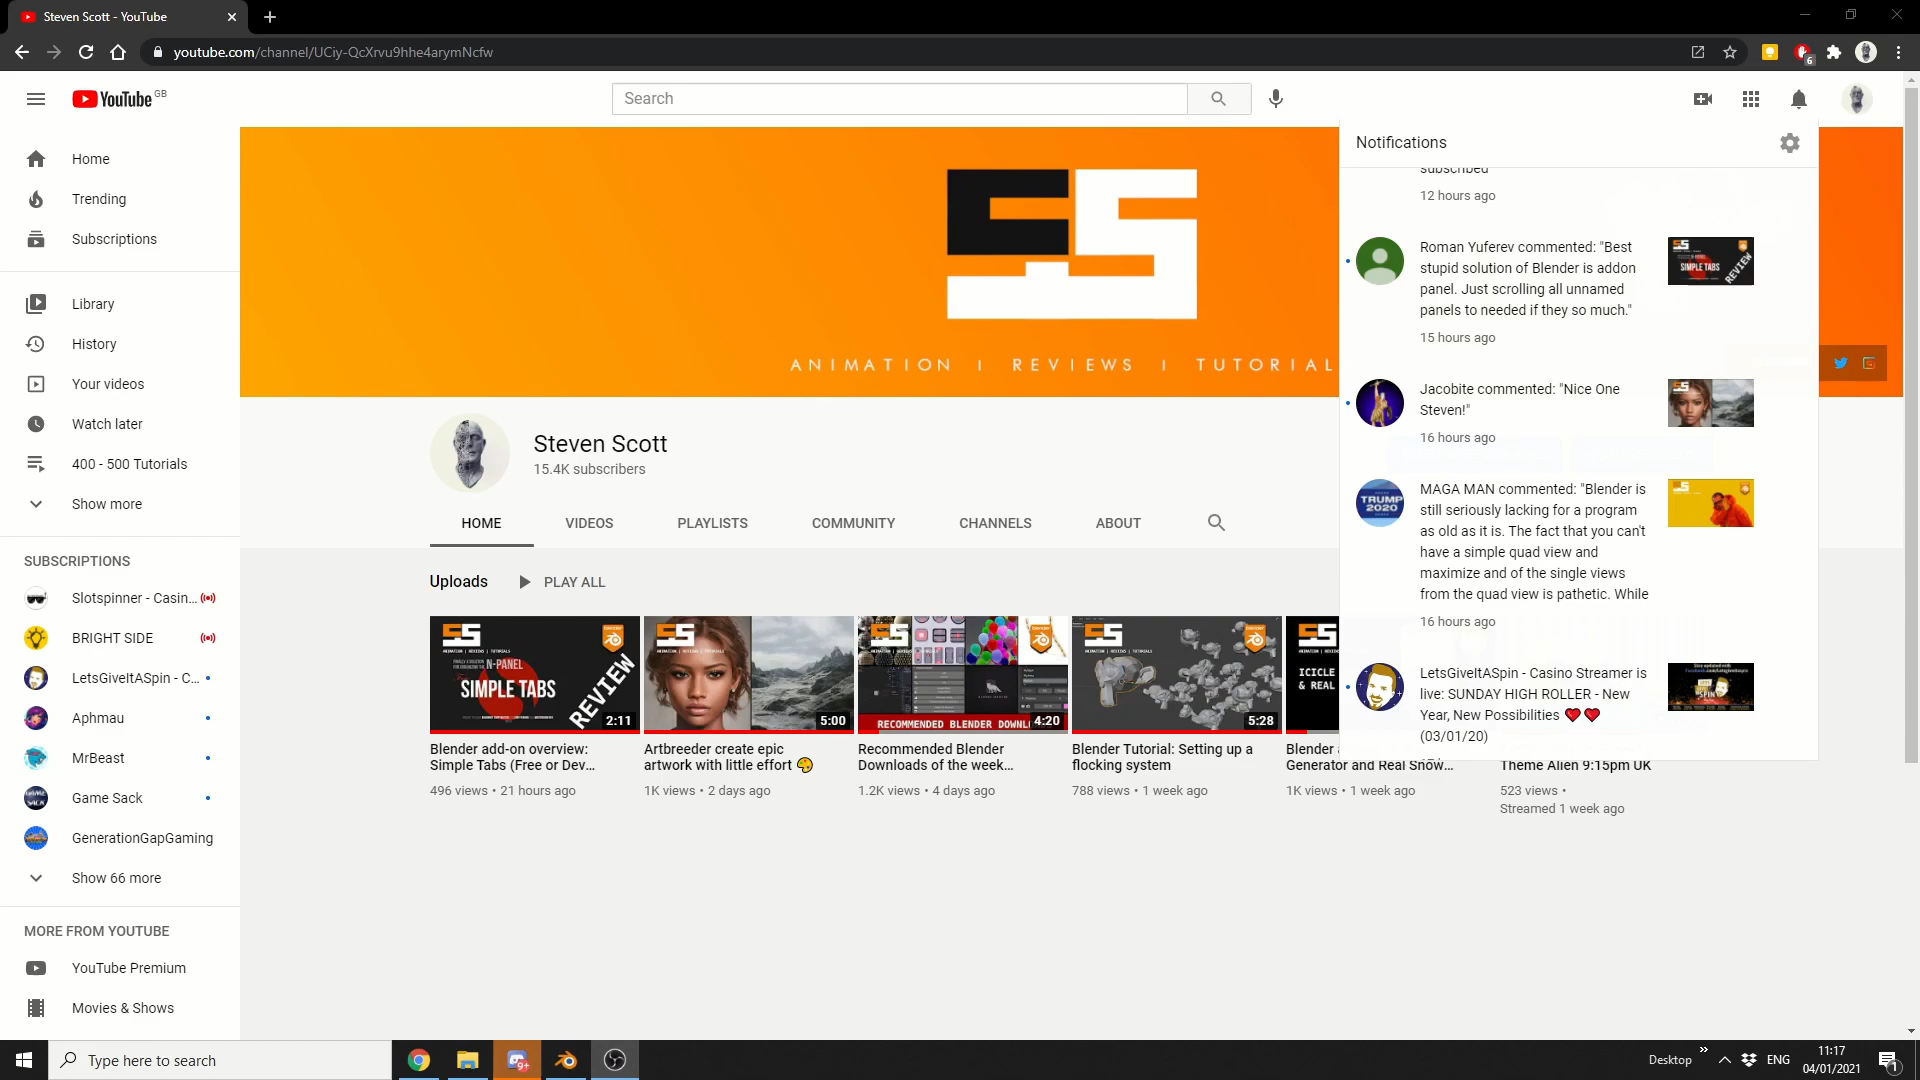 Steven Scott - YouTube
youtube.com/channel/UCiy-QcXrvu9hhe4arymNcfw
6
YouTube GB
Search
Home
Trending
Subscriptions
Library
History
Your videos
Watch later
400 - 500 Tutorials
Show more
SUBSCRIPTIONS
Slotspinner - Casin...
BRIGHT SIDE
LetsGiveItASpin - C...
Aphmau
MrBeast
Game Sack
GenerationGapGaming
Show 66 more
MORE FROM YOUTUBE
YouTube Premium
Movies & Shows
SS
ANIMATION | REVIEWS | TUTORIAL
Steven Scott
15.4K subscribers
HOME
VIDEOS
PLAYLISTS
COMMUNITY
CHANNELS
ABOUT
Uploads
PLAY ALL
N-PANEL
SIMPLE TABS
REVIEW
2:11
Blender add-on overview:
Simple Tabs (Free or Dev...
496 views • 21 hours ago
5:00
Artbreeder create epic
artwork with little effort 🎨
1K views • 2 days ago
RECOMMENDED BLENDER DOWNL
4:20
Recommended Blender
Downloads of the week...
1.2K views • 4 days ago
5:28
Blender Tutorial: Setting up a
flocking system
788 views • 1 week ago
ICICLE
& REAL
Blender
Generator and Real Snow...
1K views • 1 week ago
Theme Alien 9:15pm UK
523 views •
Streamed 1 week ago
Notifications
subscribed
12 hours ago
Roman Yuferev commented: "Best
stupid solution of Blender is addon
panel. Just scrolling all unnamed
panels to needed if they so much."
15 hours ago
SIMPLE TABS
REVIEW
Jacobite commented: "Nice One
Steven!"
16 hours ago
TRUMP
2020
MAGA MAN commented: "Blender is
still seriously lacking for a program
as old as it is. The fact that you can't
have a simple quad view and
maximize and of the single views
from the quad view is pathetic. While
16 hours ago
LetsGiveItASpin - Casino Streamer is
live: SUNDAY HIGH ROLLER - New
Year, New Possibilities ❤️❤️
(03/01/20)
Type here to search
9+
Desktop
ENG
11:17
04/01/2021
1